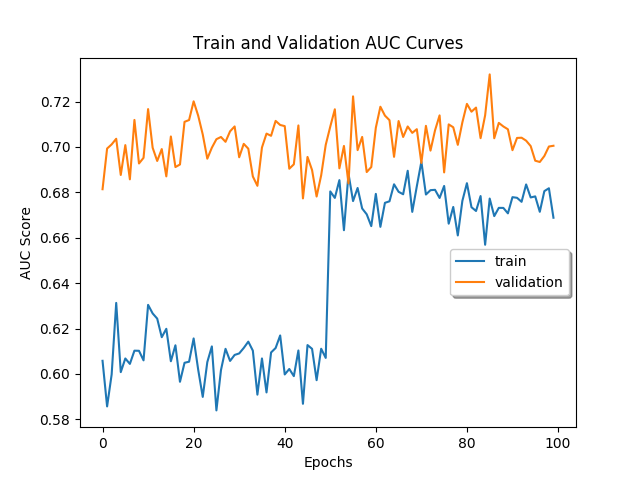 Train and Validation AUC Curves
AUC Score
0.72
0.70
0.68
0.66
0.64
0.62
0.60
0.58
train
validation
0 20 40 60 80 100
Epochs